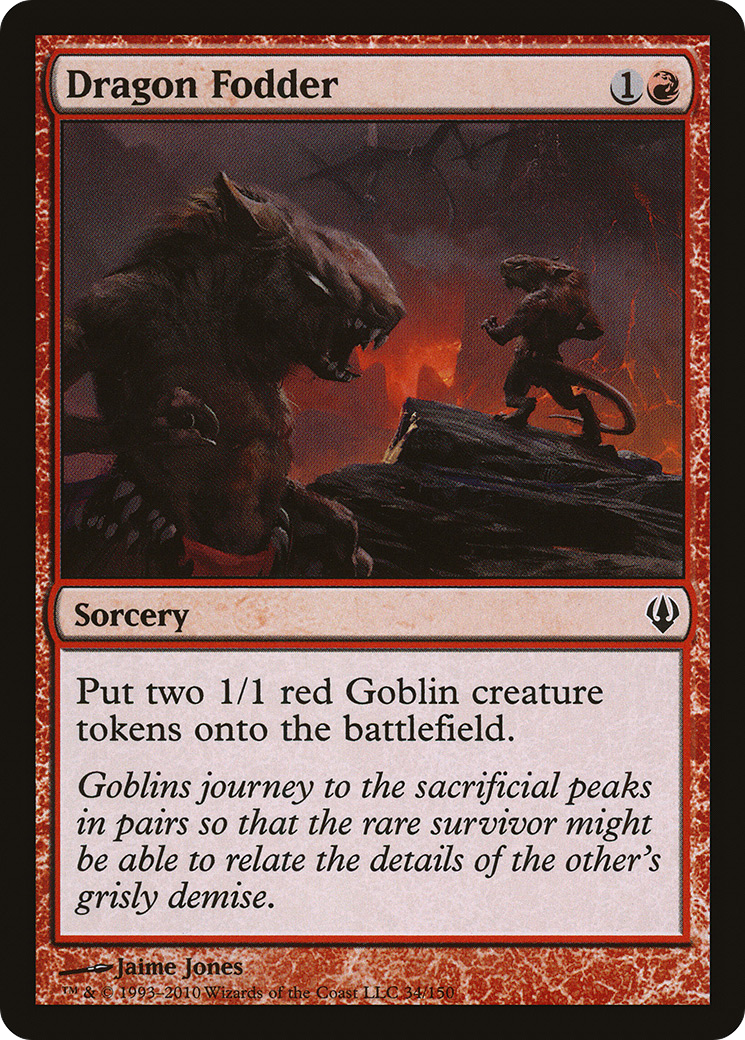 Dragon Fodder 1
Sorcery
Put two 1/1 red Goblin creature
tokens onto the battlefield.
Goblins journey to the sacrificial peaks
in pairs so that the rare survivor might
be able to relate the details of the other's
grisly demise.
Jaime Jones
™ & © 1993–2010 Wizards of the Coast LLC 34/150